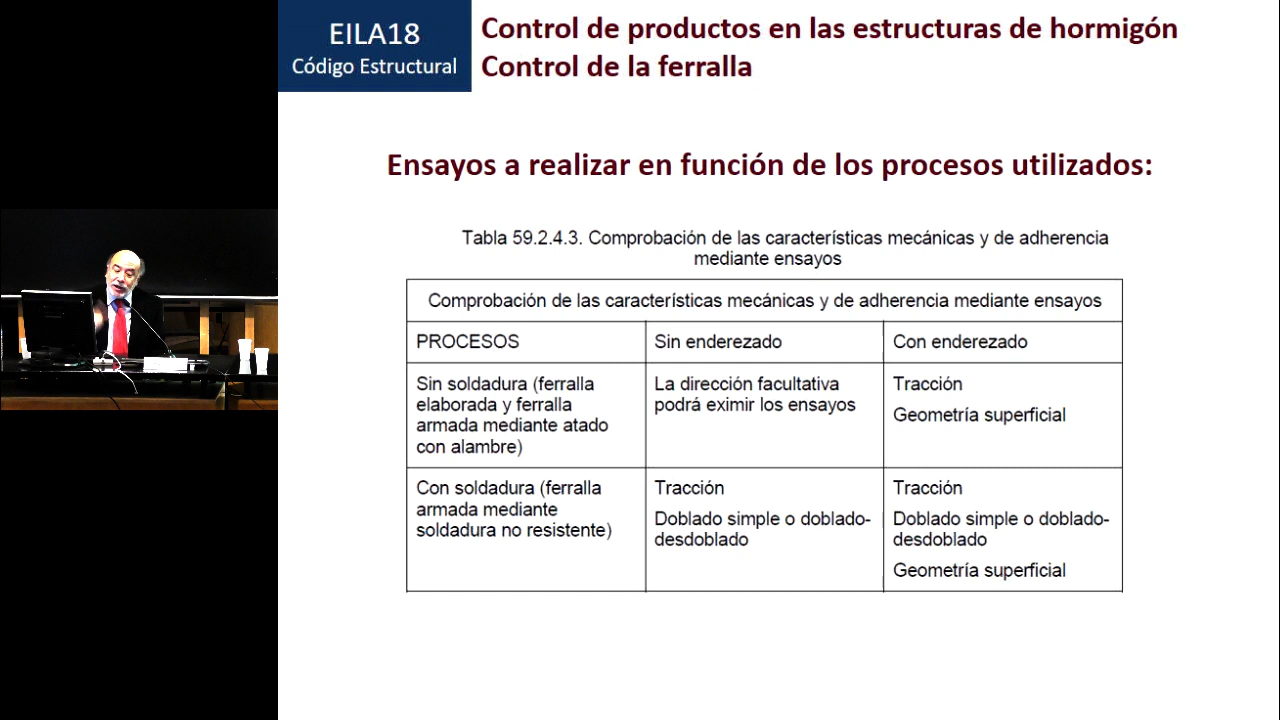 EILA18
Código Estructural
Control de productos en las estructuras de hormigón
Control de la ferralla
Ensayos a realizar en función de los procesos utilizados:
Tabla 59.2.4.3. Comprobación de las características mecánicas y de adherencia
mediante ensayos
Comprobación de las características mecánicas y de adherencia mediante ensayos
PROCESOS
Sin enderezado
Con enderezado
Sin soldadura (ferralla
elaborada y ferralla
armada mediante atado
con alambre)
La dirección facultativa
podrá eximir los ensayos
Tracción
Geometría superficial
Con soldadura (ferralla
armada mediante
soldadura no resistente)
Tracción
Doblado simple o doblado-
desdoblado
Tracción
Doblado simple o doblado-
desdoblado
Geometría superficial